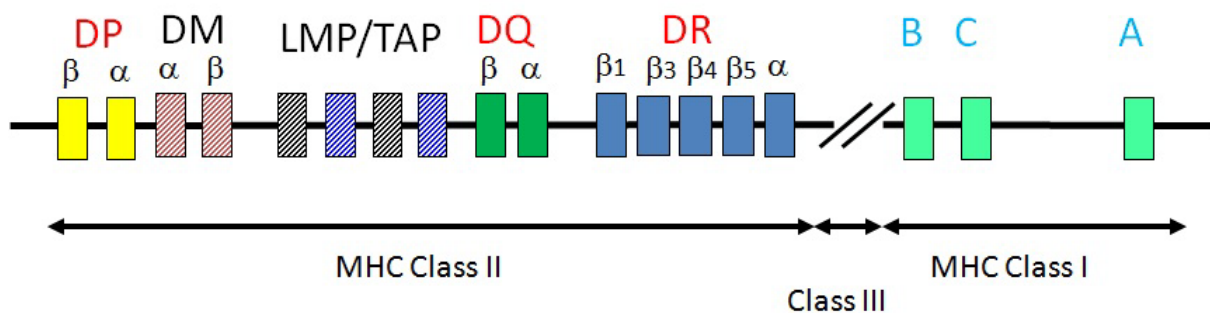 DP DM LMP/TAP DQ DR B C A
β α α β β α β1 β3 β4 β5 α
MHC Class II MHC Class I
Class III